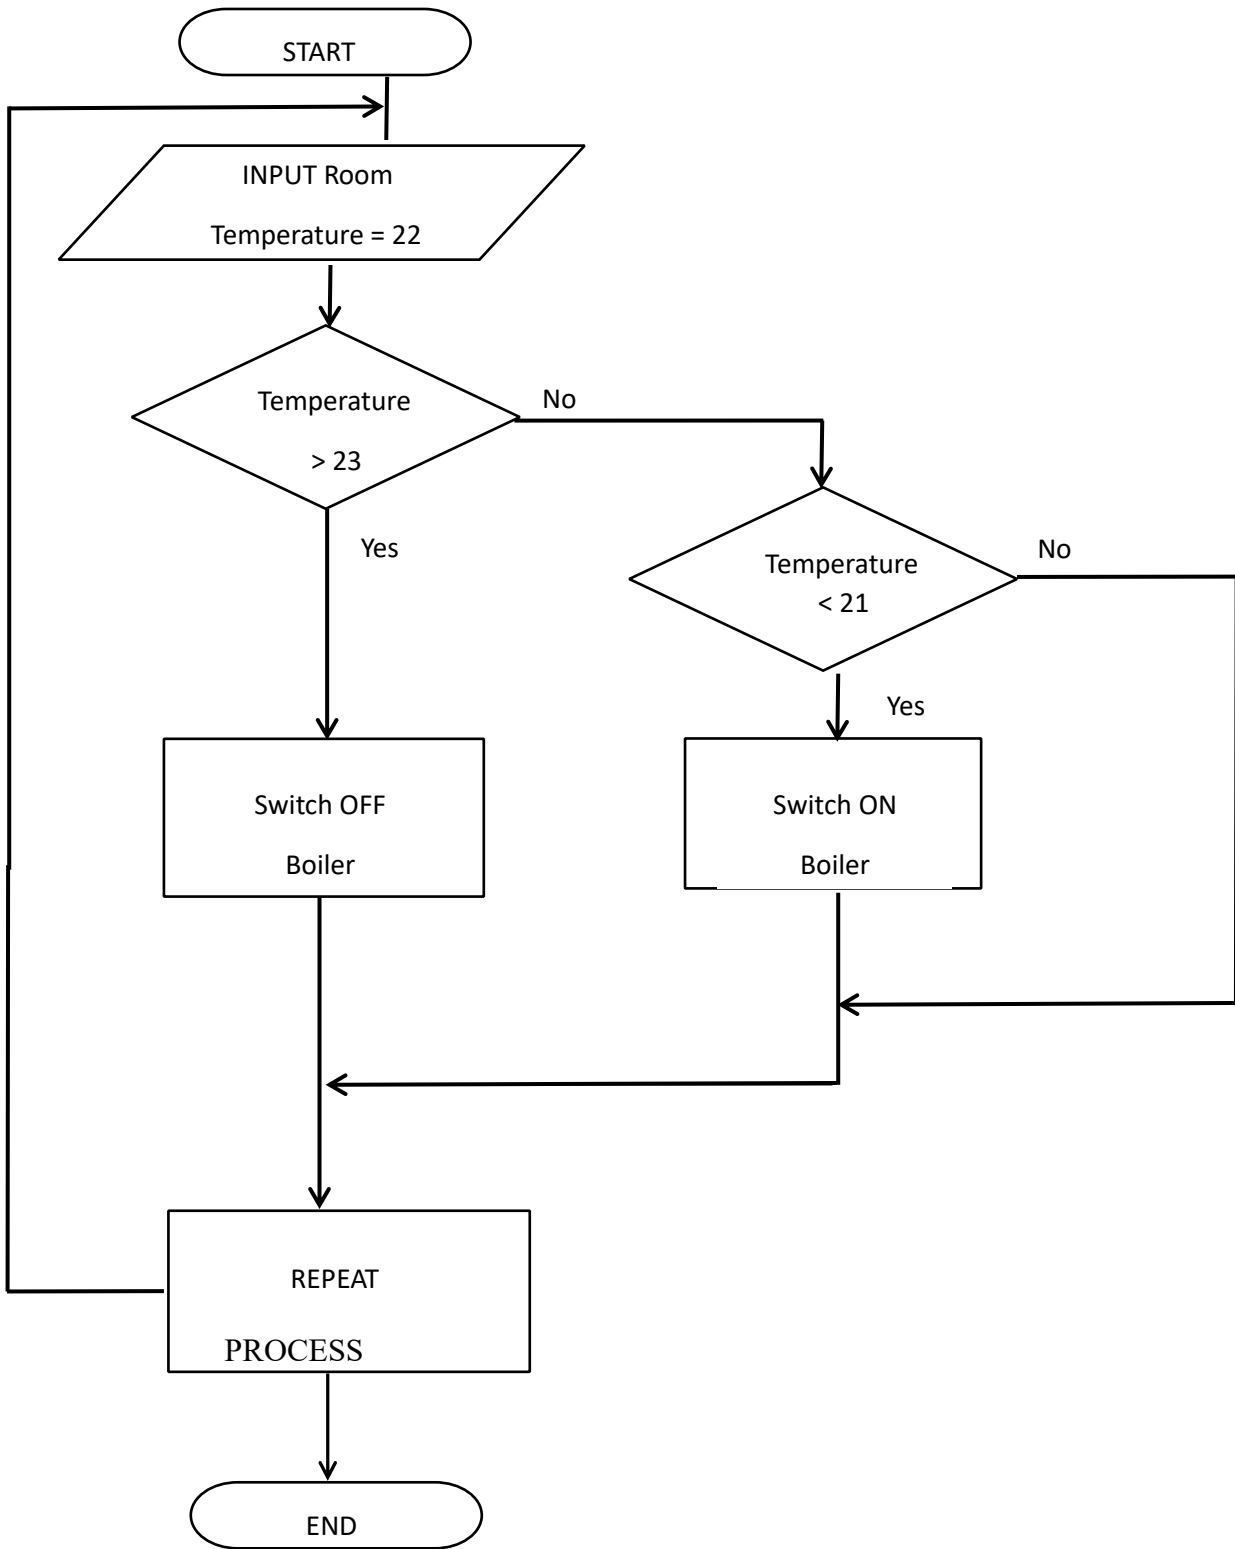 START
INPUT Room
Temperature = 22
Temperature
> 23
No
Yes
Temperature
< 21
No
Yes
Switch OFF
Boiler
Switch ON
Boiler
REPEAT
PROCESS
END